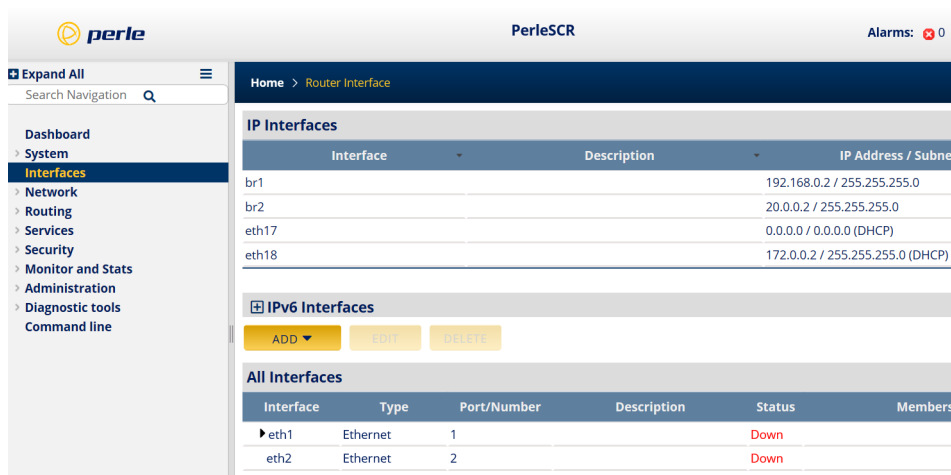 perle
PerleSCR
Alarms: 0
Expand All
Search Navigation
Dashboard
System
Interfaces
Network
Routing
Services
Security
Monitor and Stats
Administration
Diagnostic tools
Command line
Home > Router Interface
IP Interfaces
Interface Description IP Address / Subne
br1 192.168.0.2 / 255.255.255.0
br2 20.0.0.2 / 255.255.255.0
eth17 0.0.0.0 / 0.0.0.0 (DHCP)
eth18 172.0.0.2 / 255.255.255.0 (DHCP)
IPv6 Interfaces
ADD EDIT DELETE
All Interfaces
Interface Type Port/Number Description Status Members
eth1 Ethernet 1 Down
eth2 Ethernet 2 Down